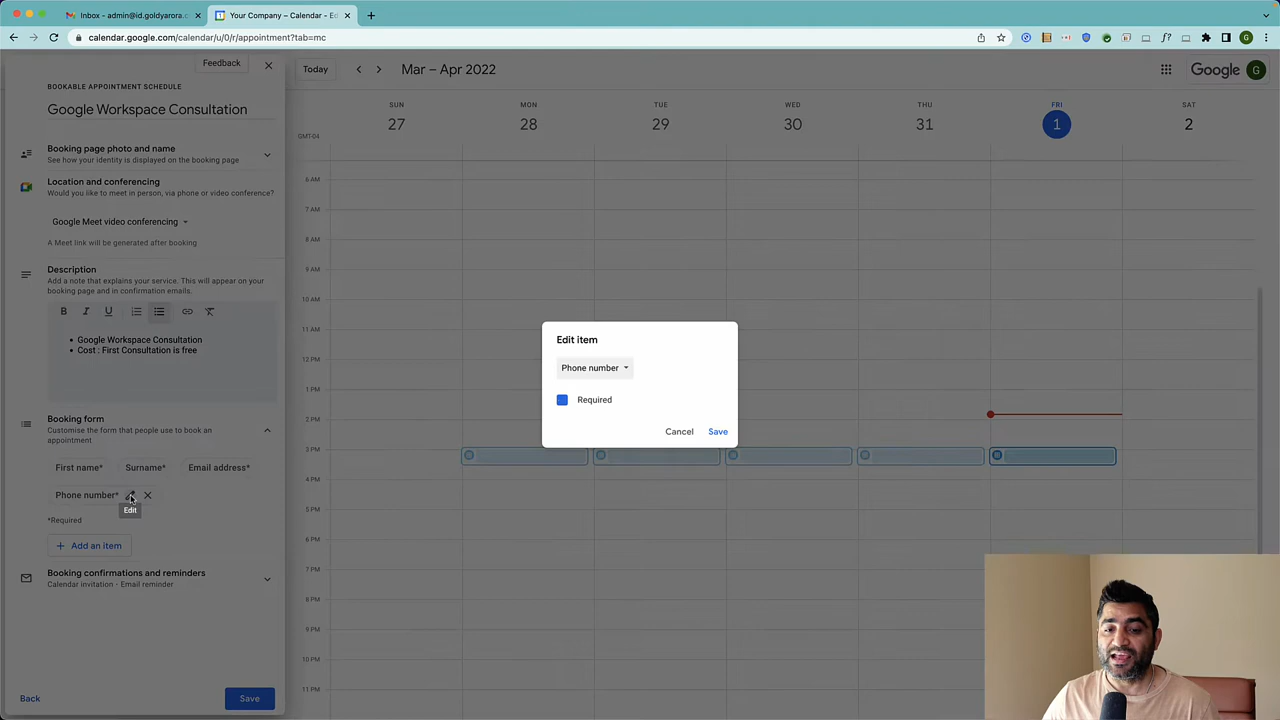 Inbox - admin@id.goldyarora.c
Your Company – Calendar - Ed
calendar.google.com/calendar/u/0/r/appointment?tab=mc
G
Feedback
BOOKABLE APPOINTMENT SCHEDULE
Google Workspace Consultation
Booking page photo and name
See how your identity is displayed on the booking page
Location and conferencing
Would you like to meet in person, via phone or video conference?
Google Meet video conferencing
A Meet link will be generated after booking
Description
Add a note that explains your service. This will appear on your
booking page and in confirmation emails.
B I U
Google Workspace Consultation
Cost : First Consultation is free
Booking form
Customise the form that people use to book an
appointment
First name* Surname* Email address*
Phone number*
Edit
*Required
+ Add an item
Booking confirmations and reminders
Calendar invitation - Email reminder
Back Save
Today Mar – Apr 2022 Google G
SUN MON TUE WED THU FRI SAT
27 28 29 30 31 1 2
GMT-04
6 AM
7 AM
8 AM
9 AM
10 AM
11 AM
12 PM
1 PM
2 PM
3 PM
4 PM
5 PM
6 PM
7 PM
8 PM
9 PM
10 PM
11 PM
Edit item
Phone number
Required
Cancel Save